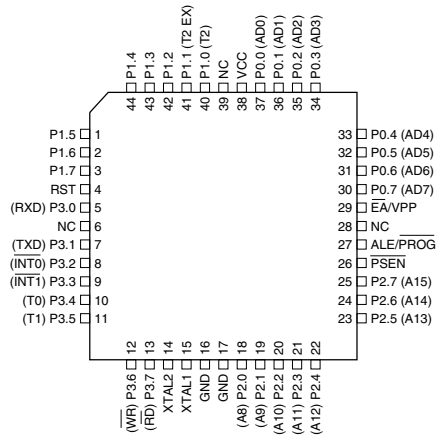 P1.4
P1.3
P1.2
P1.1 (T2 EX)
P1.0 (T2)
NC
VCC
P0.0 (AD0)
P0.1 (AD1)
P0.2 (AD2)
P0.3 (AD3)
44
43
42
41
40
39
38
37
36
35
34
P1.5 1
P1.6 2
P1.7 3
RST 4
(RXD) P3.0 5
NC 6
(TXD) P3.1 7
(INT0) P3.2 8
(INT1) P3.3 9
(T0) P3.4 10
(T1) P3.5 11
33 P0.4 (AD4)
32 P0.5 (AD5)
31 P0.6 (AD6)
30 P0.7 (AD7)
29 EA/VPP
28 NC
27 ALE/PROG
26 PSEN
25 P2.7 (A15)
24 P2.6 (A14)
23 P2.5 (A13)
12
13
14
15
16
17
18
19
20
21
22
(WR) P3.6
(RD) P3.7
XTAL2
XTAL1
GND
GND
(A8) P2.0
(A9) P2.1
(A10) P2.2
(A11) P2.3
(A12) P2.4